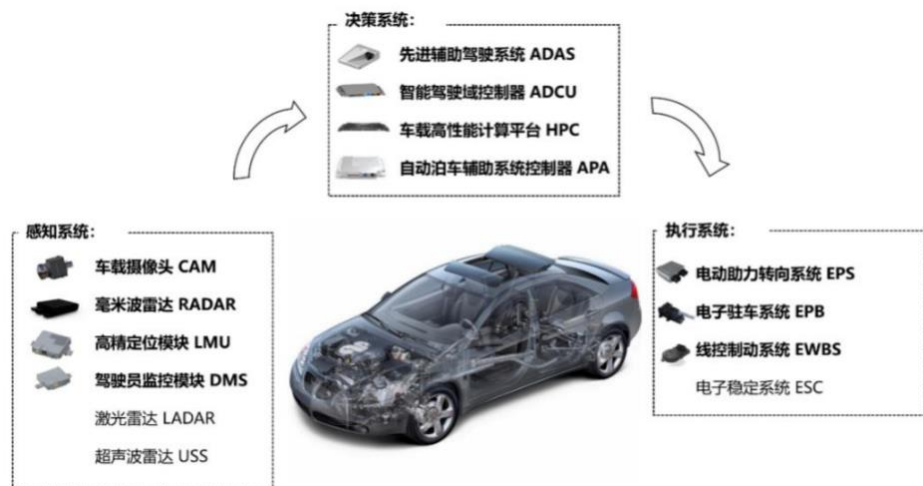 决策系统：
先进辅助驾驶系统 ADAS
智能驾驶域控制器 ADCU
车载高性能计算平台 HPC
自动泊车辅助系统控制器 APA
感知系统：
车载摄像头 CAM
毫米波雷达 RADAR
高精定位模块 LMU
驾驶员监控模块 DMS
激光雷达 LADAR
超声波雷达 USS
执行系统：
电动助力转向系统 EPS
电子驻车系统 EPB
线控制动系统 EWBS
电子稳定系统 ESC